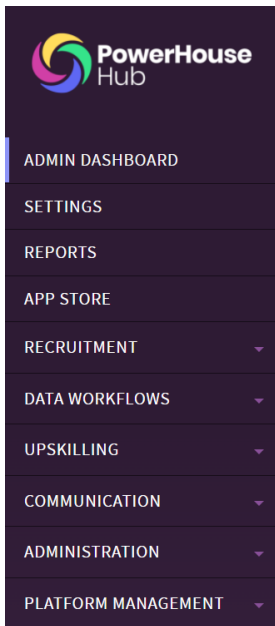 PowerHouse
Hub
ADMIN DASHBOARD
SETTINGS
REPORTS
APP STORE
RECRUITMENT
DATA WORKFLOWS
UPSKILLING
COMMUNICATION
ADMINISTRATION
PLATFORM MANAGEMENT